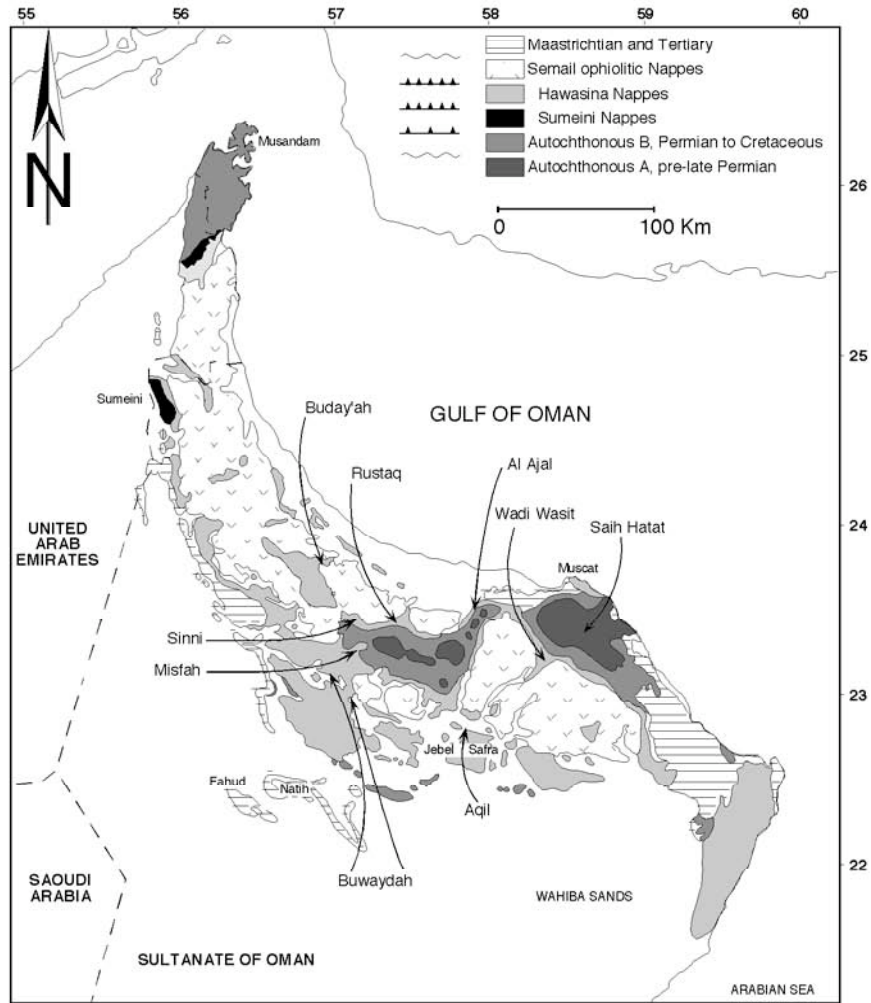 55
56
57
58
59
60
Maastrichtian and Tertiary
Semail ophiolitic Nappes
Hawasina Nappes
Sumeini Nappes
Autochthonous B, Permian to Cretaceous
Autochthonous A, pre-late Permian
N
Musandam
26
0
100 Km
25
Sumeini
Buday'ah
GULF OF OMAN
Rustaq
Al Ajal
Wadi Wasit
Saih Hatat
24
UNITED
ARAB
EMIRATES
Muscat
Sinni
Misfah
23
Jebel Safra
Fahud
Natih
Aqil
22
SAOUDI
ARABIA
Buwaydah
WAHIBA SANDS
SULTANATE OF OMAN
ARABIAN SEA